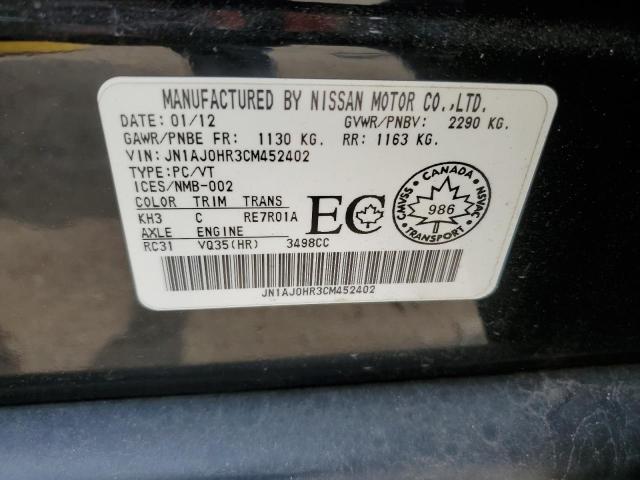 MANUFACTURED BY NISSAN MOTOR CO.,LTD.
DATE: 01/12 GVWR/PNBV: 2290 KG.
GAWR/PNBE FR: 1130 KG. RR: 1163 KG.
VIN: JN1AJ0HR3CM452402
TYPE: PC/VT
ICES/NMB-002
COLOR TRIM TRANS
KH3 C RE7R01A
AXLE ENGINE
RC31 VQ35(HR) 3498CC
EC
CANADA
CMVSS 986 NSVAC
TRANSPORT
JN1AJ0HR3CM452402